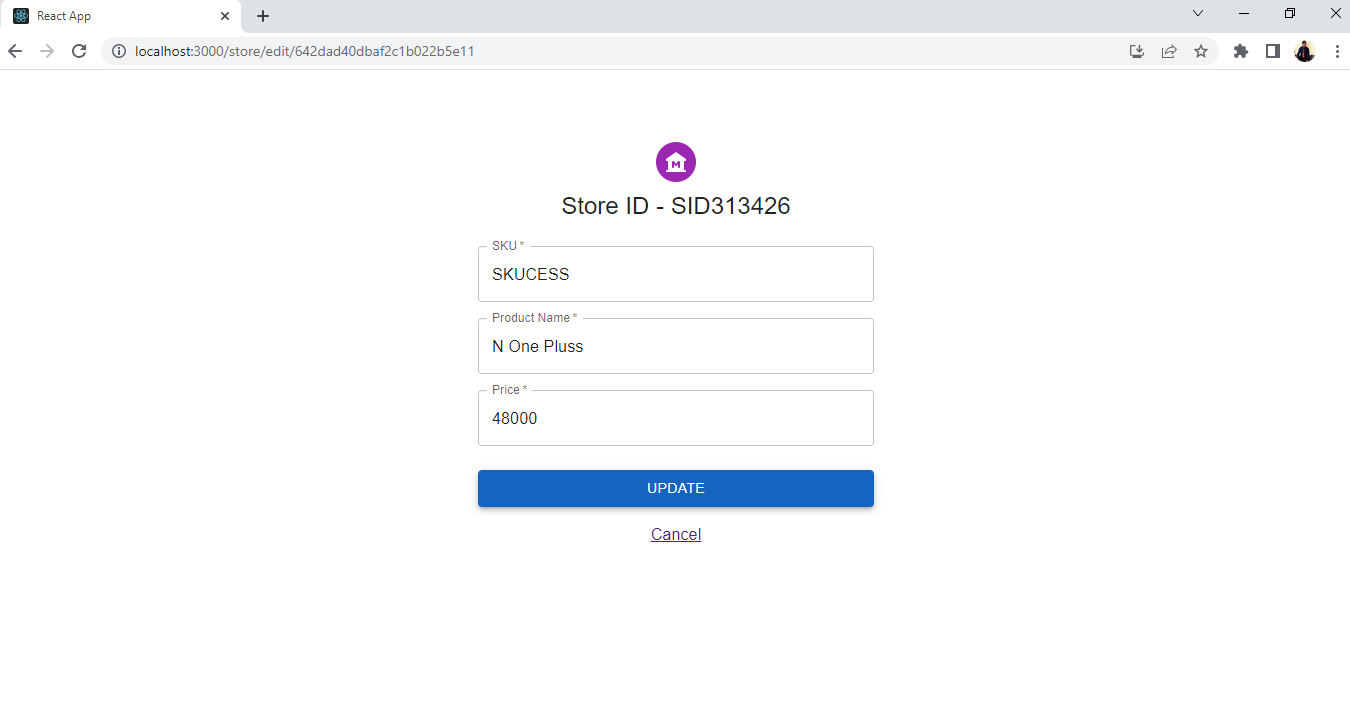 React App
localhost:3000/store/edit/642dad40dbaf2c1b022b5e11
M
Store ID - SID313426
SKU *
SKUCESS
Product Name *
N One Pluss
Price *
48000
UPDATE
Cancel